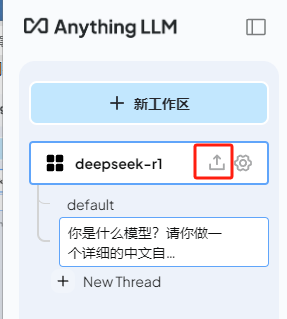 Anything LLM
+ 新工作区
deepseek-r1
default
你是什么模型？请你做一
个详细的中文自...
+ New Thread